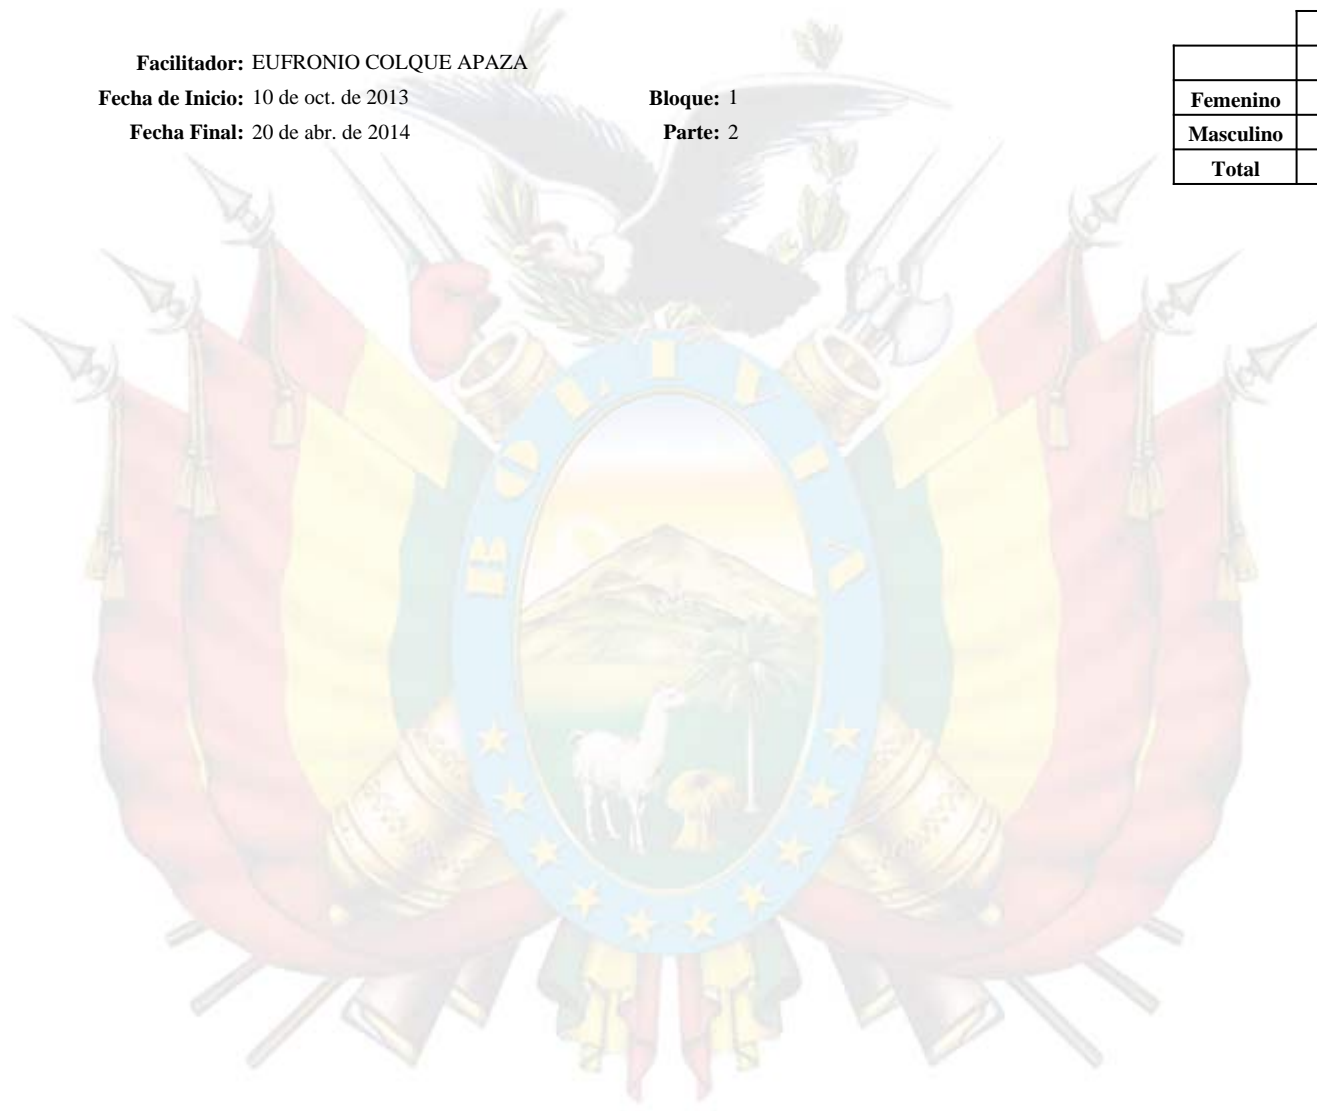 Facilitador: EUFRONIO COLQUE APAZA
Fecha de Inicio: 10 de oct. de 2013 Bloque: 1
Fecha Final: 20 de abr. de 2014 Parte: 2
Femenino
Masculino
Total
BOLIVIA